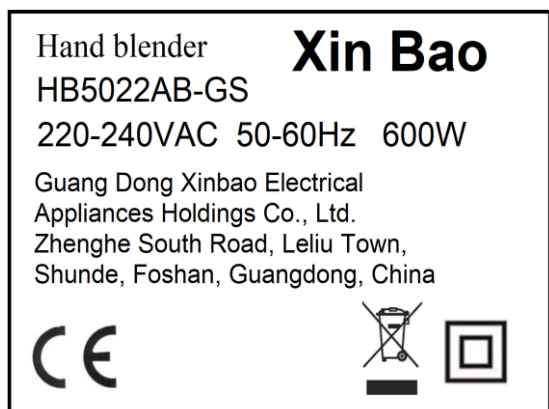 Hand blender Xin Bao
HB5022AB-GS
220-240VAC 50-60Hz 600W
Guang Dong Xinbao Electrical
Appliances Holdings Co., Ltd.
Zhenghe South Road, Leliu Town,
Shunde, Foshan, Guangdong, China
CE